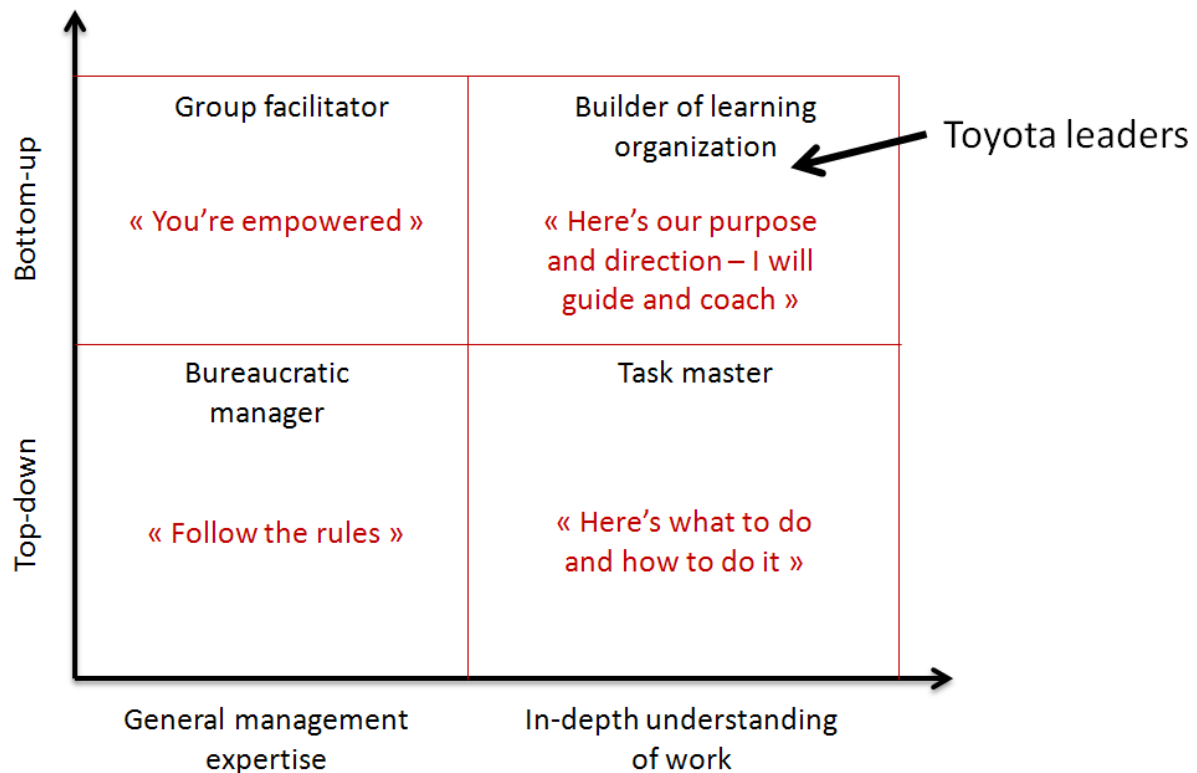 Group facilitator
« You’re empowered »
Builder of learning
organization
« Here’s our purpose
and direction – I will
guide and coach »
Toyota leaders
Bottom-up
Bureaucratic
manager
« Follow the rules »
Task master
« Here’s what to do
and how to do it »
Top-down
General management
expertise
In-depth understanding
of work